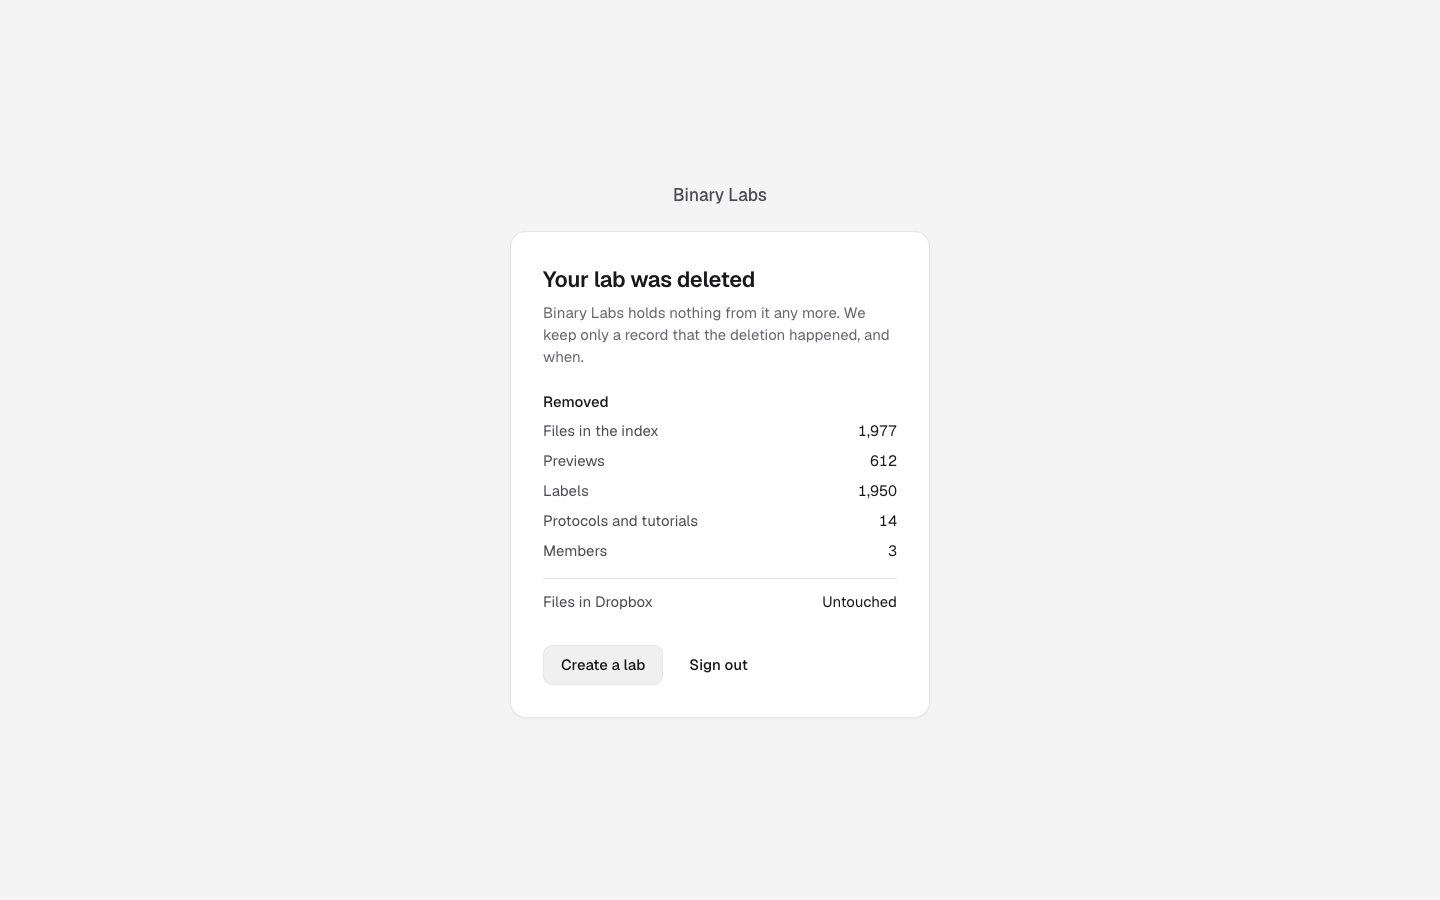 Binary Labs
Your lab was deleted
Binary Labs holds nothing from it any more. We
keep only a record that the deletion happened, and
when.
Removed
Files in the index 1,977
Previews 612
Labels 1,950
Protocols and tutorials 14
Members 3
Files in Dropbox Untouched
Create a lab Sign out